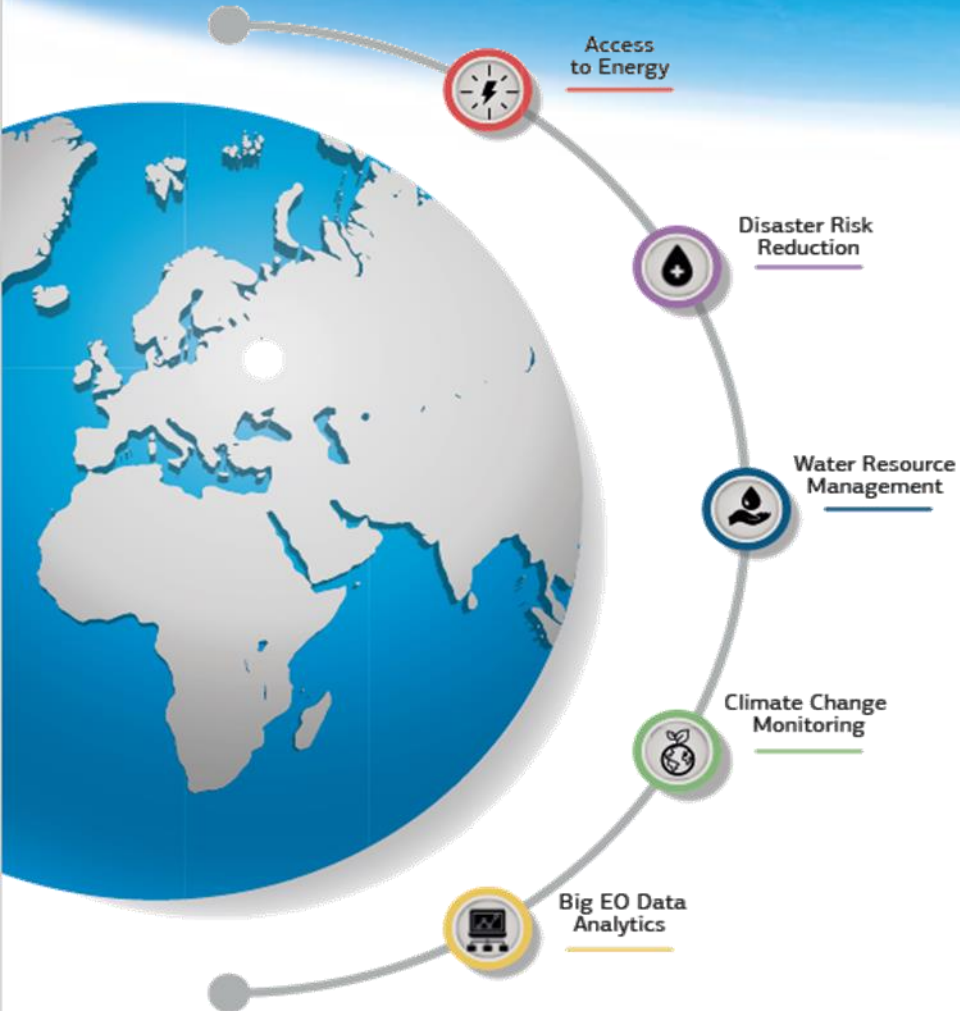 Access
to Energy
Disaster Risk
Reduction
Water Resource
Management
Climate Change
Monitoring
Big EO Data
Analytics